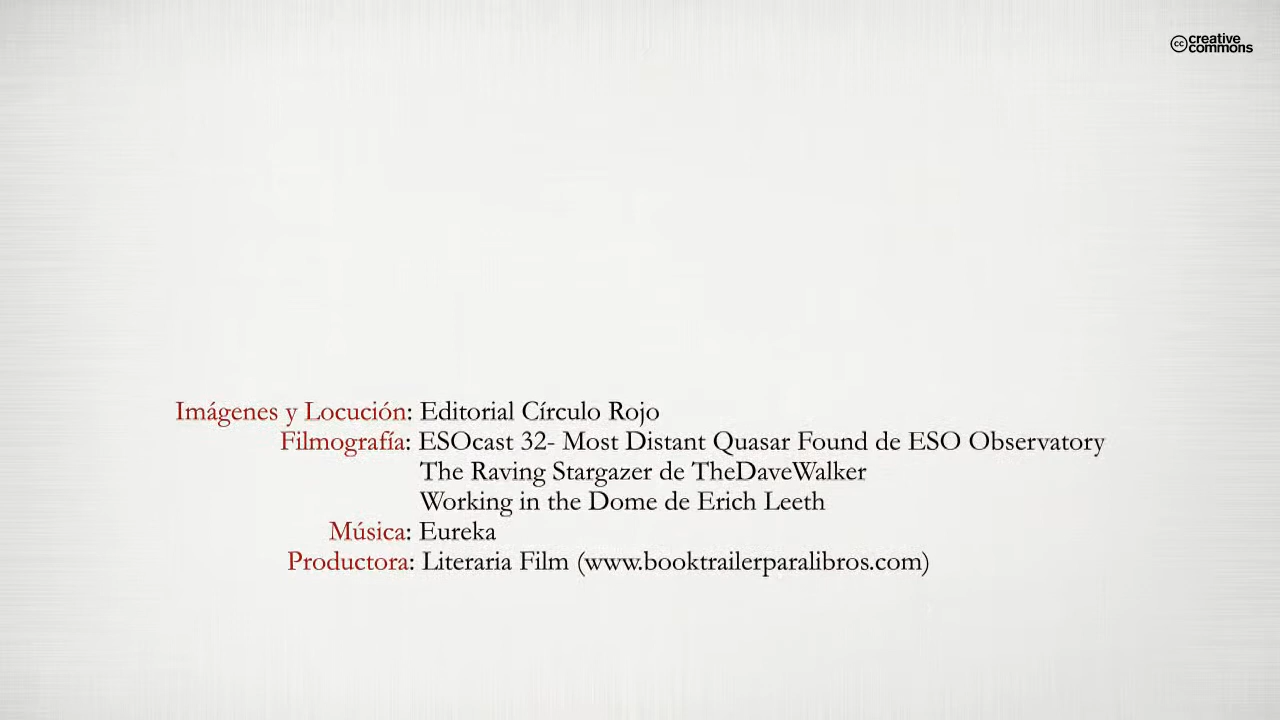 cc creative
commons
Imágenes y Locución: Editorial Círculo Rojo
Filmografía: ESOcast 32- Most Distant Quasar Found de ESO Observatory
The Raving Stargazer de TheDaveWalker
Working in the Dome de Erich Leeth
Música: Eureka
Productora: Literaria Film (www.booktrailerparalibros.com)